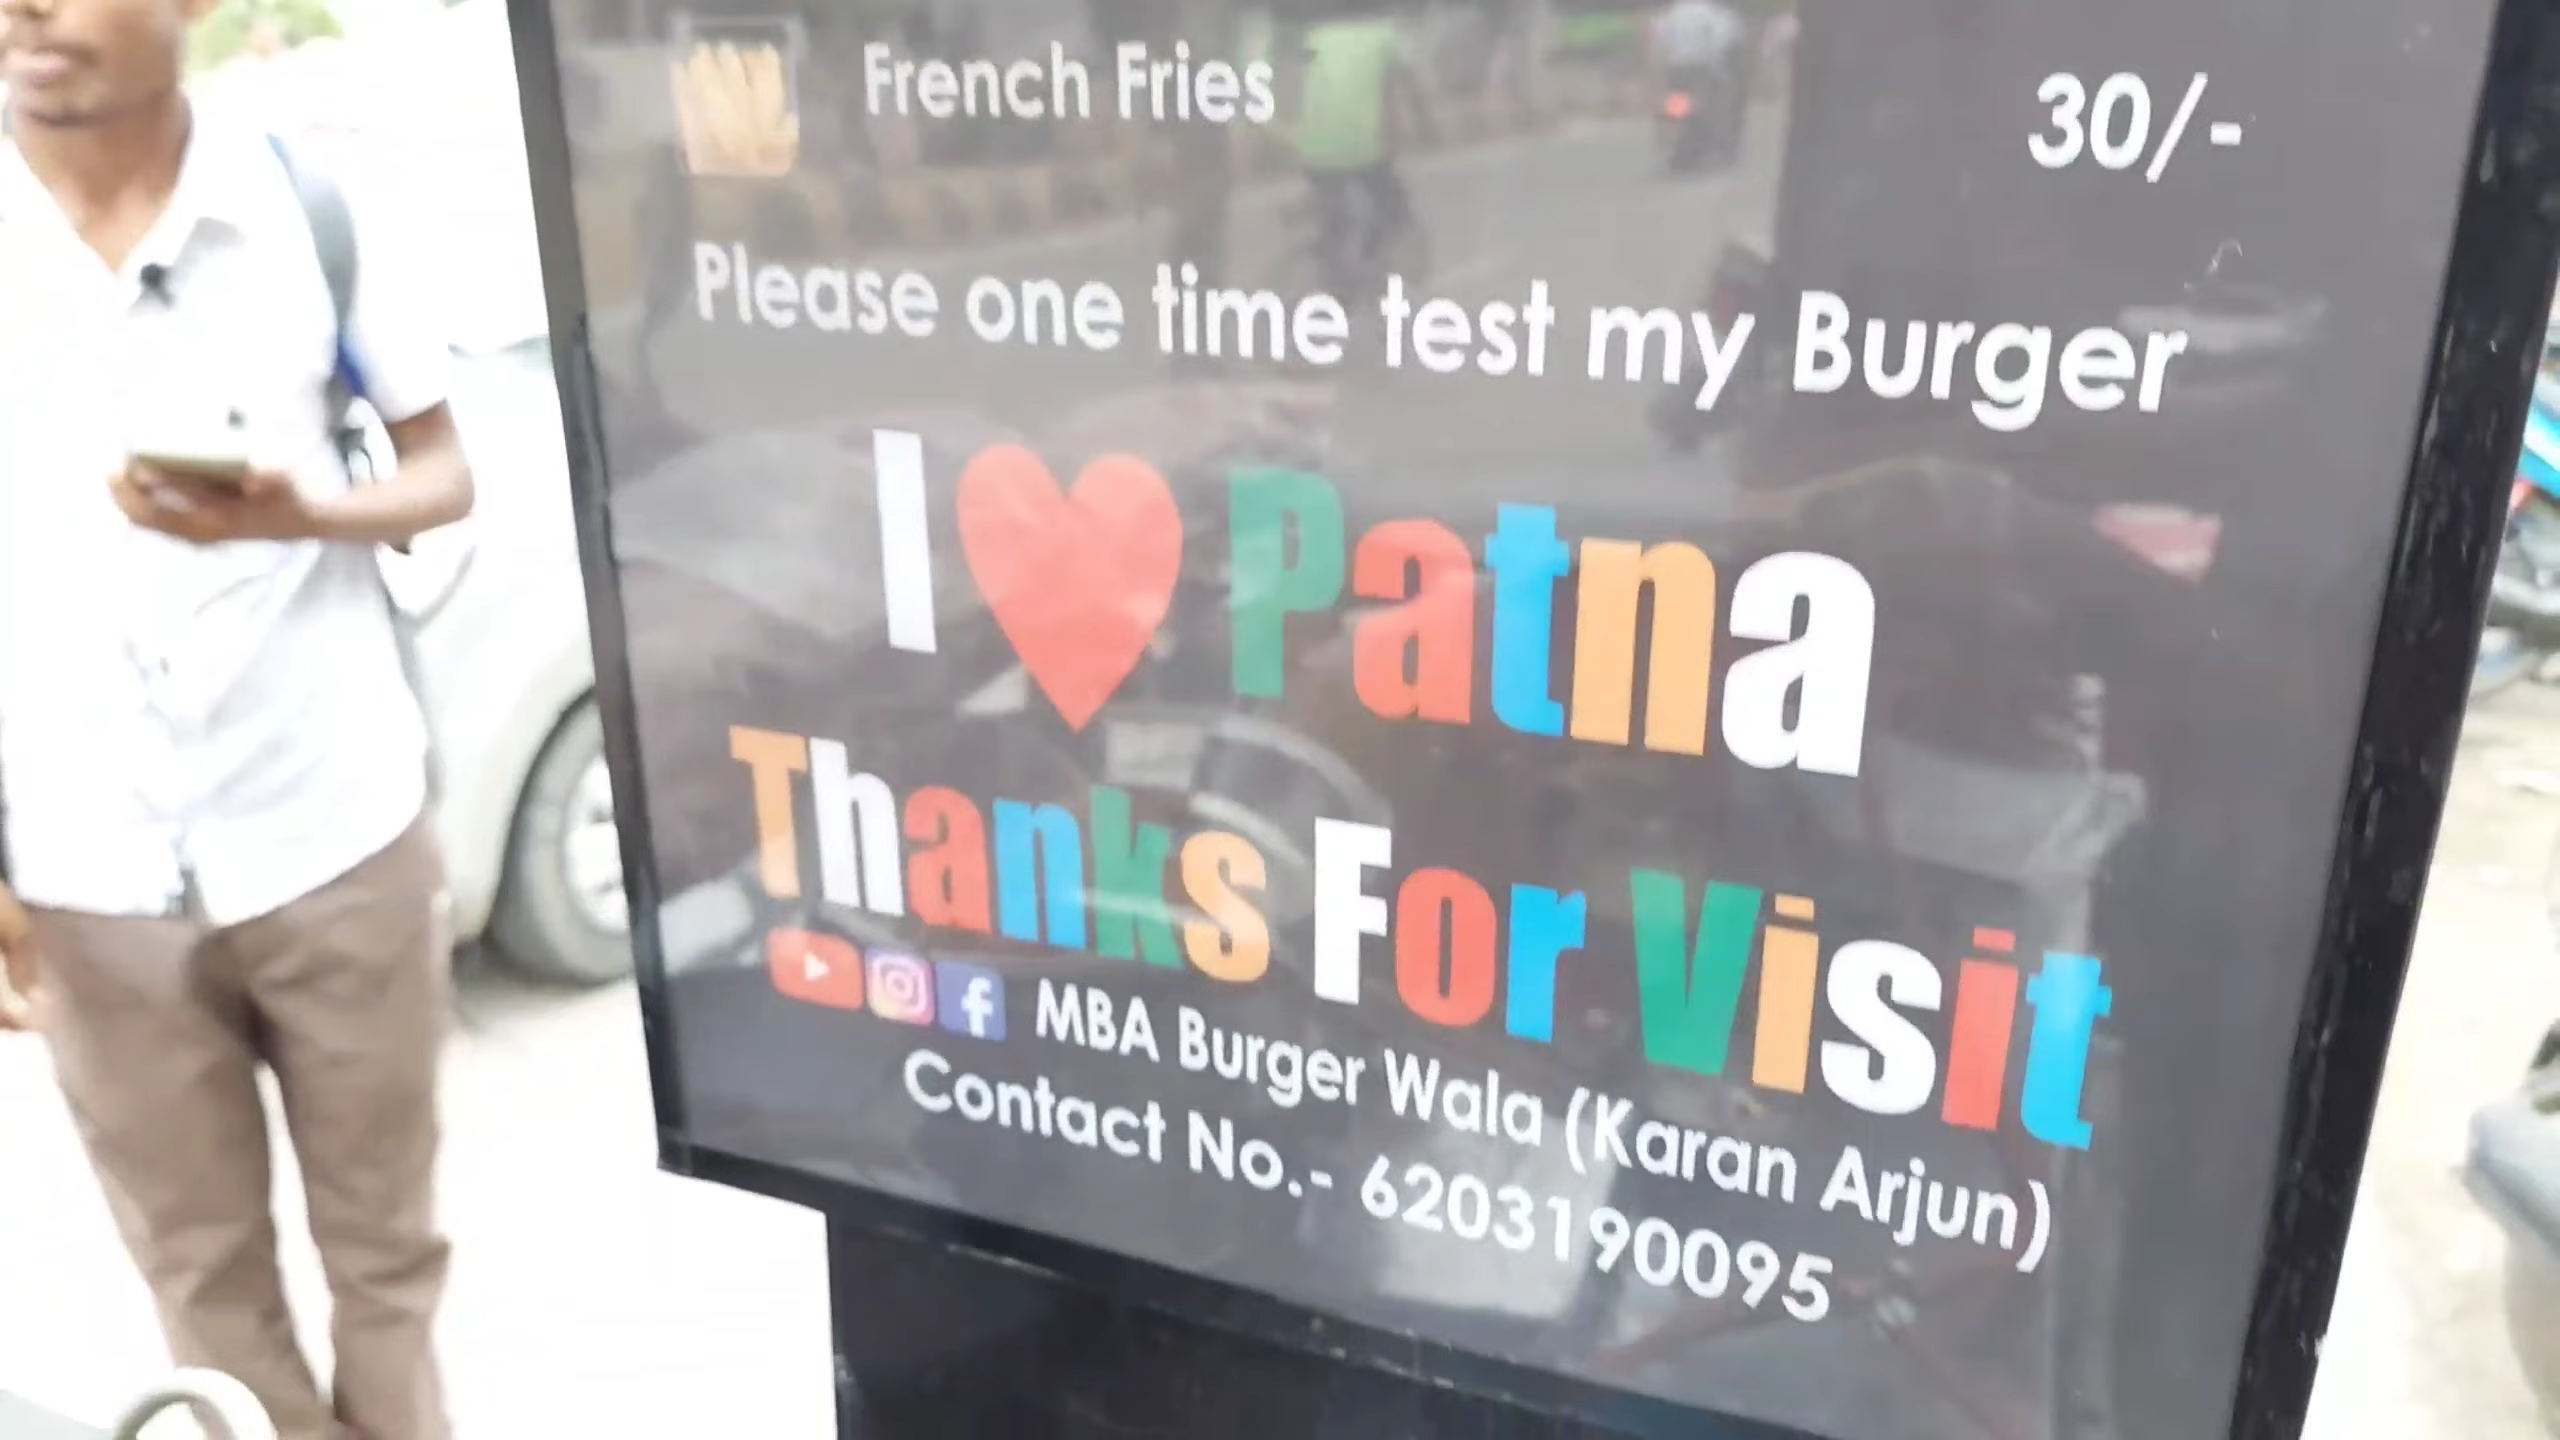 French Fries 30/-
Please one time test my Burger
I ❤ Patna
Thanks For Visit
MBA Burger Wala (Karan Arjun)
Contact No.- 6203190095